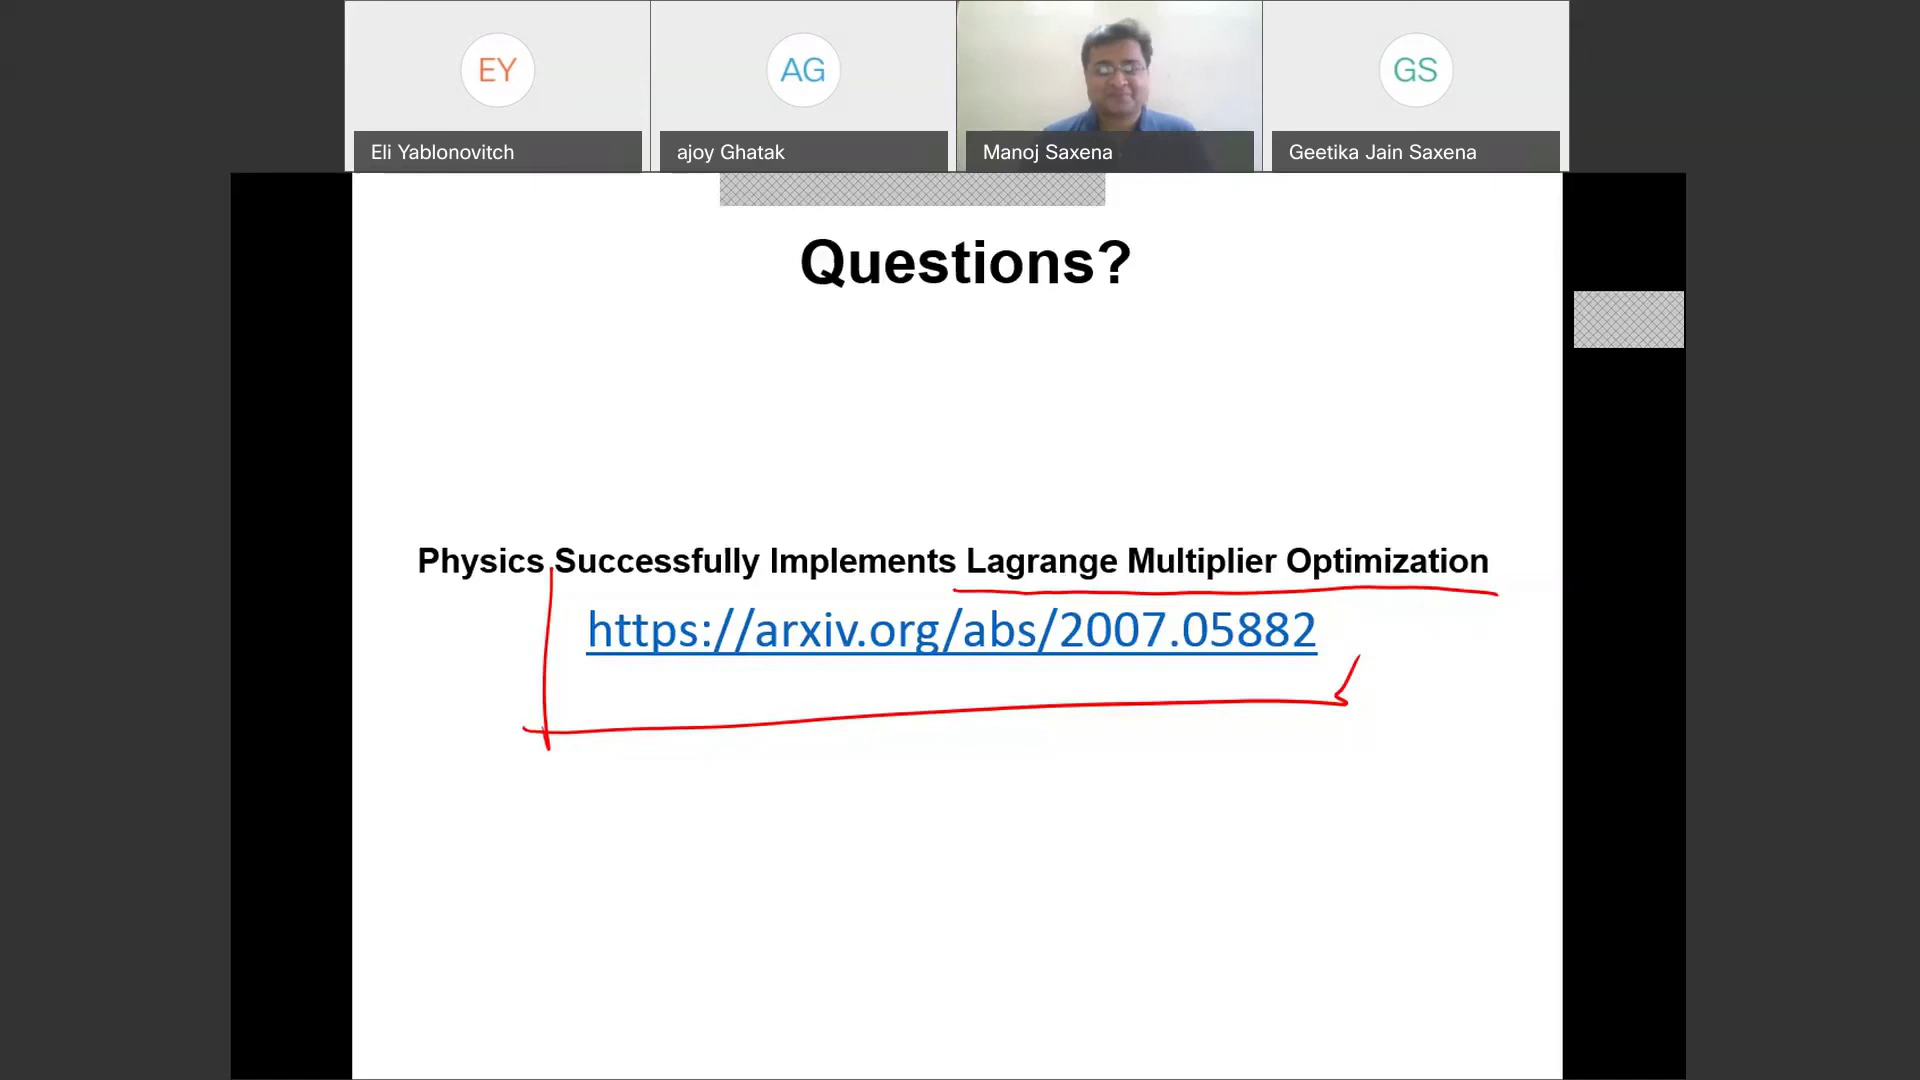 EY
AG
GS
Eli Yablonovitch
ajoy Ghatak
Manoj Saxena
Geetika Jain Saxena
Questions?
Physics Successfully Implements Lagrange Multiplier Optimization
https://arxiv.org/abs/2007.05882